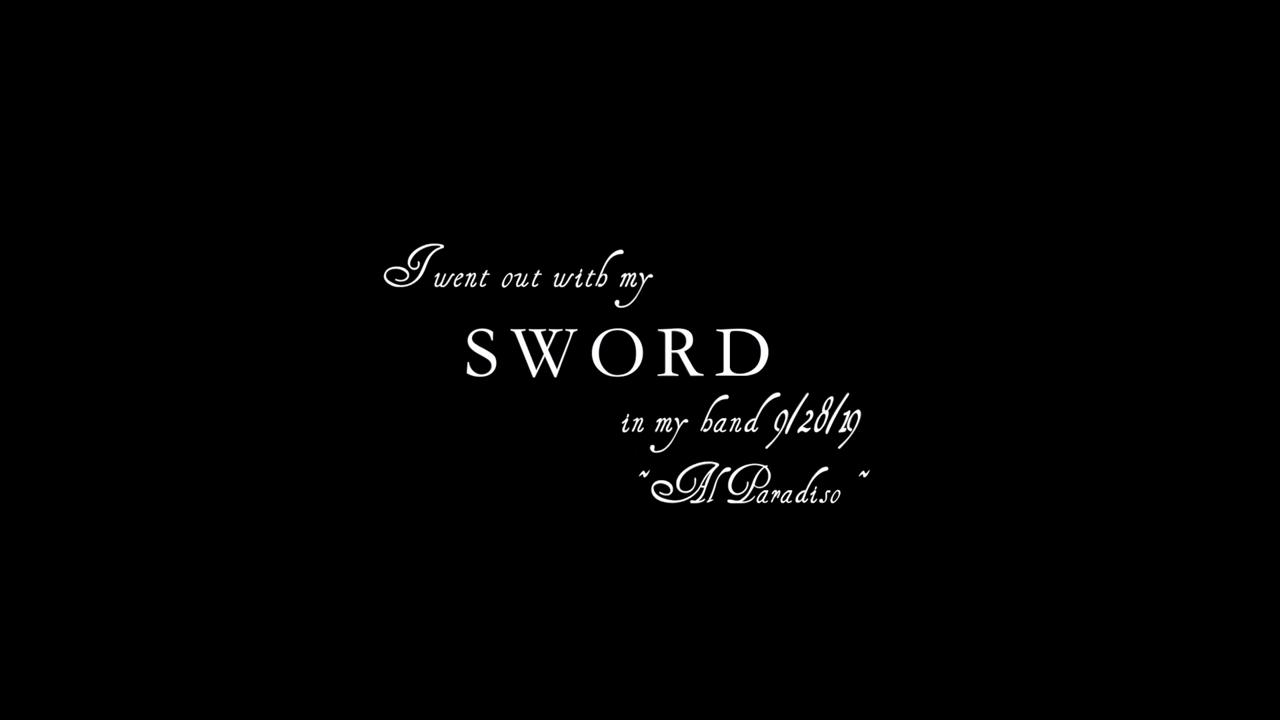 I went out with my
SWORD
in my hand 9/28/19
~ Al Paradiso ~